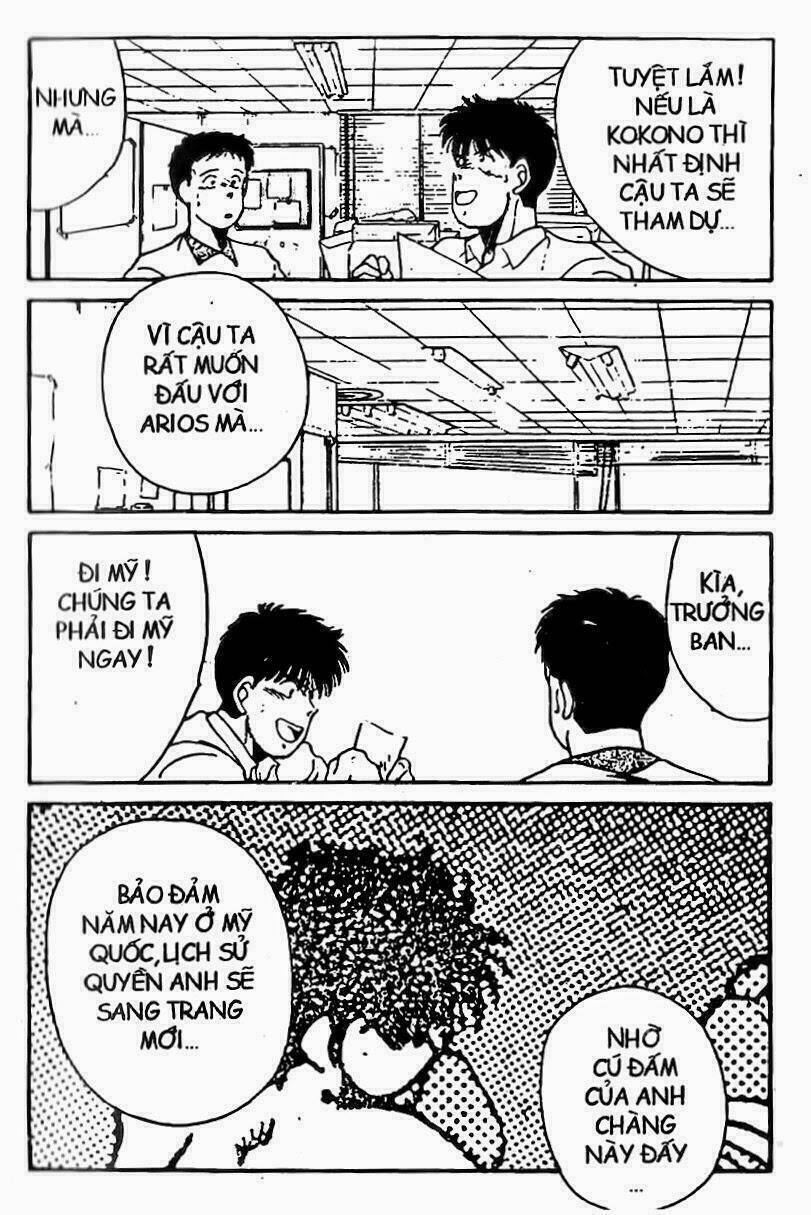 TUYỆT LẮM!
NẾU LÀ
KOKONO THÌ
NHẤT ĐỊNH
CẬU TA SẼ
THAM DỰ...
NHƯNG
MÀ...
VÌ CẬU TA
RẤT MUỐN
ĐẤU VỚI
ARIOS MÀ...
ĐI MỸ!
CHÚNG TA
PHẢI ĐI MỸ
NGAY!
KÌA,
TRƯỞNG
BAN...
BẢO ĐẢM
NĂM NAY Ở MỸ
QUỐC, LỊCH SỬ
QUYỀN ANH SẼ
SANG TRANG
MỚI...
NHỜ
CÚ ĐẤM
CỦA ANH
CHÀNG
NÀY ĐẤY
...